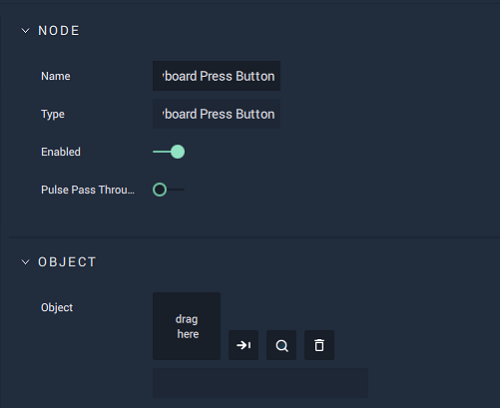 NODE
Name
board Press Button
Type
board Press Button
Enabled
Pulse Pass Throu...
OBJECT
Object
drag
here